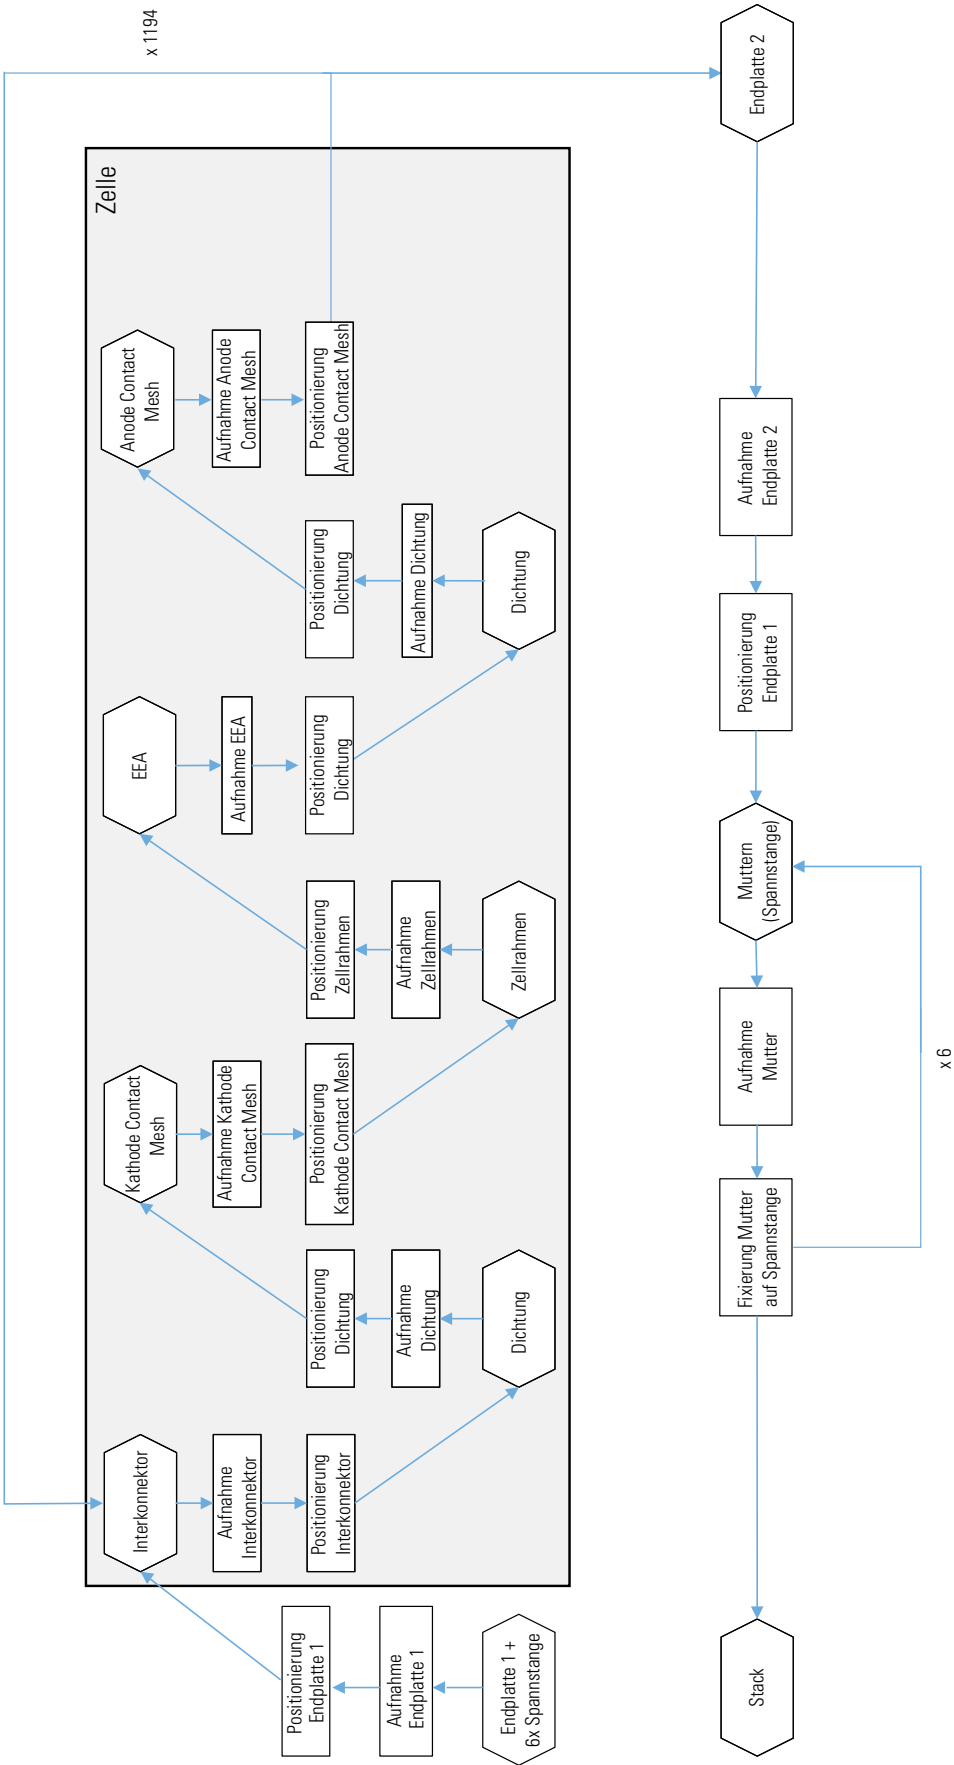 Endplatte 1 +
6x Spannstange
Aufnahme
Endplatte 1
Positionierung
Endplatte 1
Zelle
Interkonnektor
Aufnahme
Interkonnektor
Positionierung
Interkonnektor
Dichtung
Aufnahme
Dichtung
Positionierung
Dichtung
Kathode Contact
Mesh
Aufnahme Kathode
Contact Mesh
Positionierung
Kathode Contact Mesh
Zellrahmen
Aufnahme
Zellrahmen
Positionierung
Zellrahmen
EEA
Aufnahme EEA
Positionierung
Dichtung
Dichtung
Aufnahme Dichtung
Positionierung
Dichtung
Anode Contact
Mesh
Aufnahme Anode
Contact Mesh
Positionierung
Anode Contact Mesh
x 1194
Endplatte 2
Aufnahme
Endplatte 2
Positionierung
Endplatte 1
Muttern
(Spannstange)
Aufnahme
Mutter
Fixierung Mutter
auf Spannstange
x 6
Stack